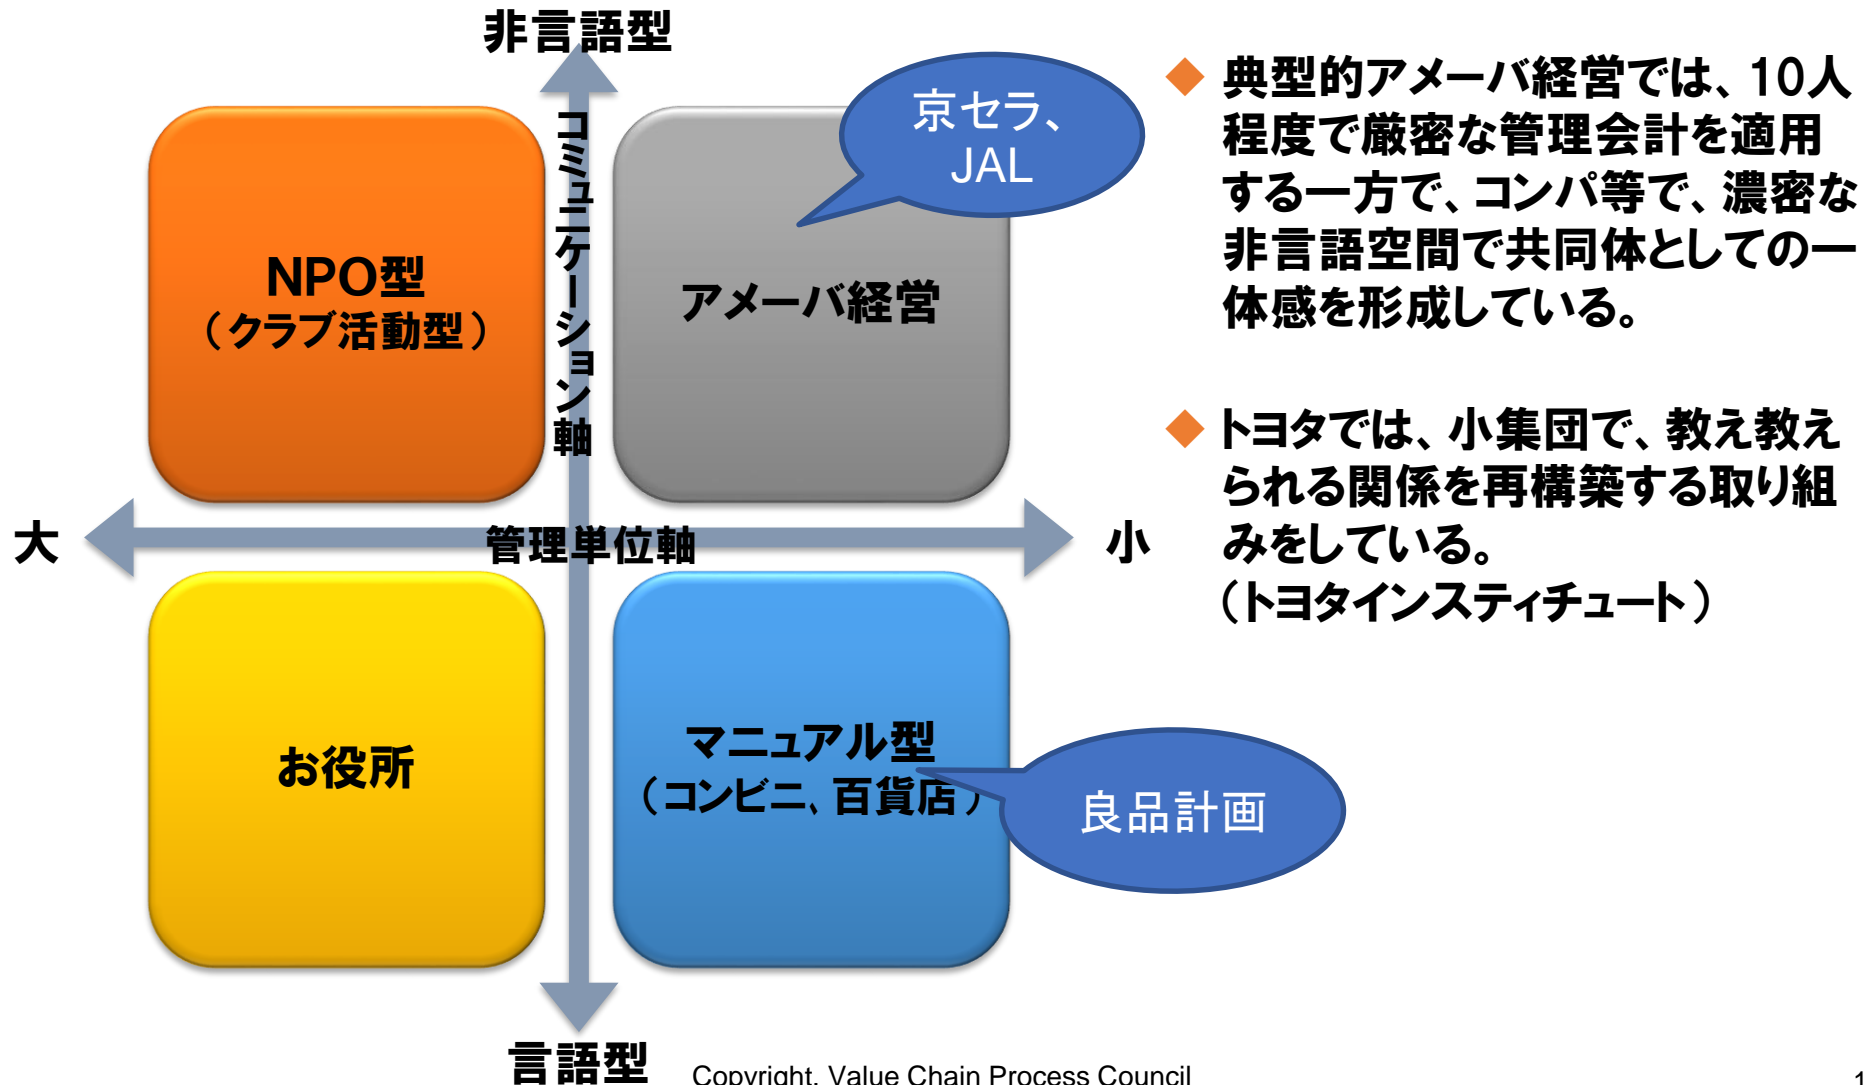 非言語型
コミュニケーション軸
京セラ、
JAL
NPO型
（クラブ活動型）
アメーバ経営
大
管理単位軸
小
お役所
マニュアル型
（コンビニ、百貨店）
良品計画
言語型
◆ 典型的アメーバ経営では、10人
程度で厳密な管理会計を適用
する一方で、コンパ等で、濃密な
非言語空間で共同体としての一
体感を形成している。
◆ トヨタでは、小集団で、教え教え
られる関係を再構築する取り組
みをしている。
（トヨタインスティチュート）
Copyright. Value Chain Process Council
1